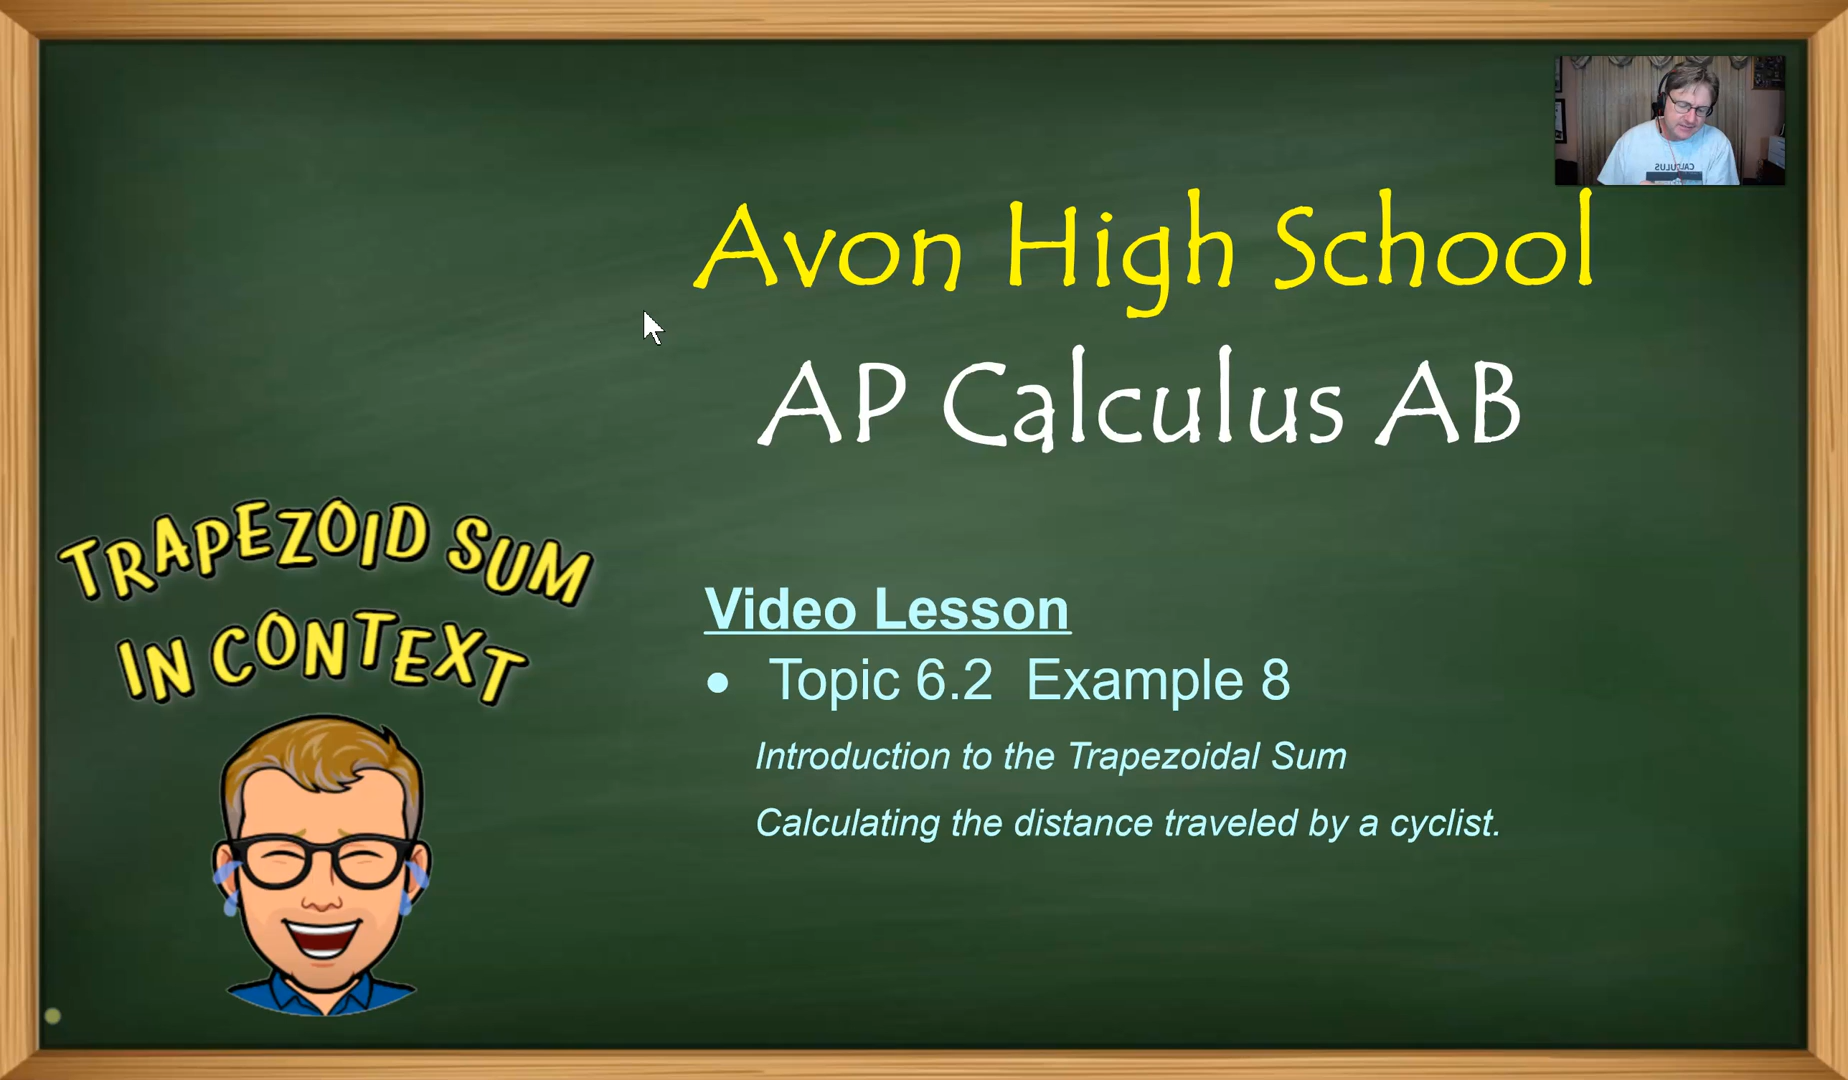 Avon High School
AP Calculus AB
TRAPEZOID SUM
IN CONTEXT
Video Lesson
• Topic 6.2 Example 8
Introduction to the Trapezoidal Sum
Calculating the distance traveled by a cyclist.
CALCULUS